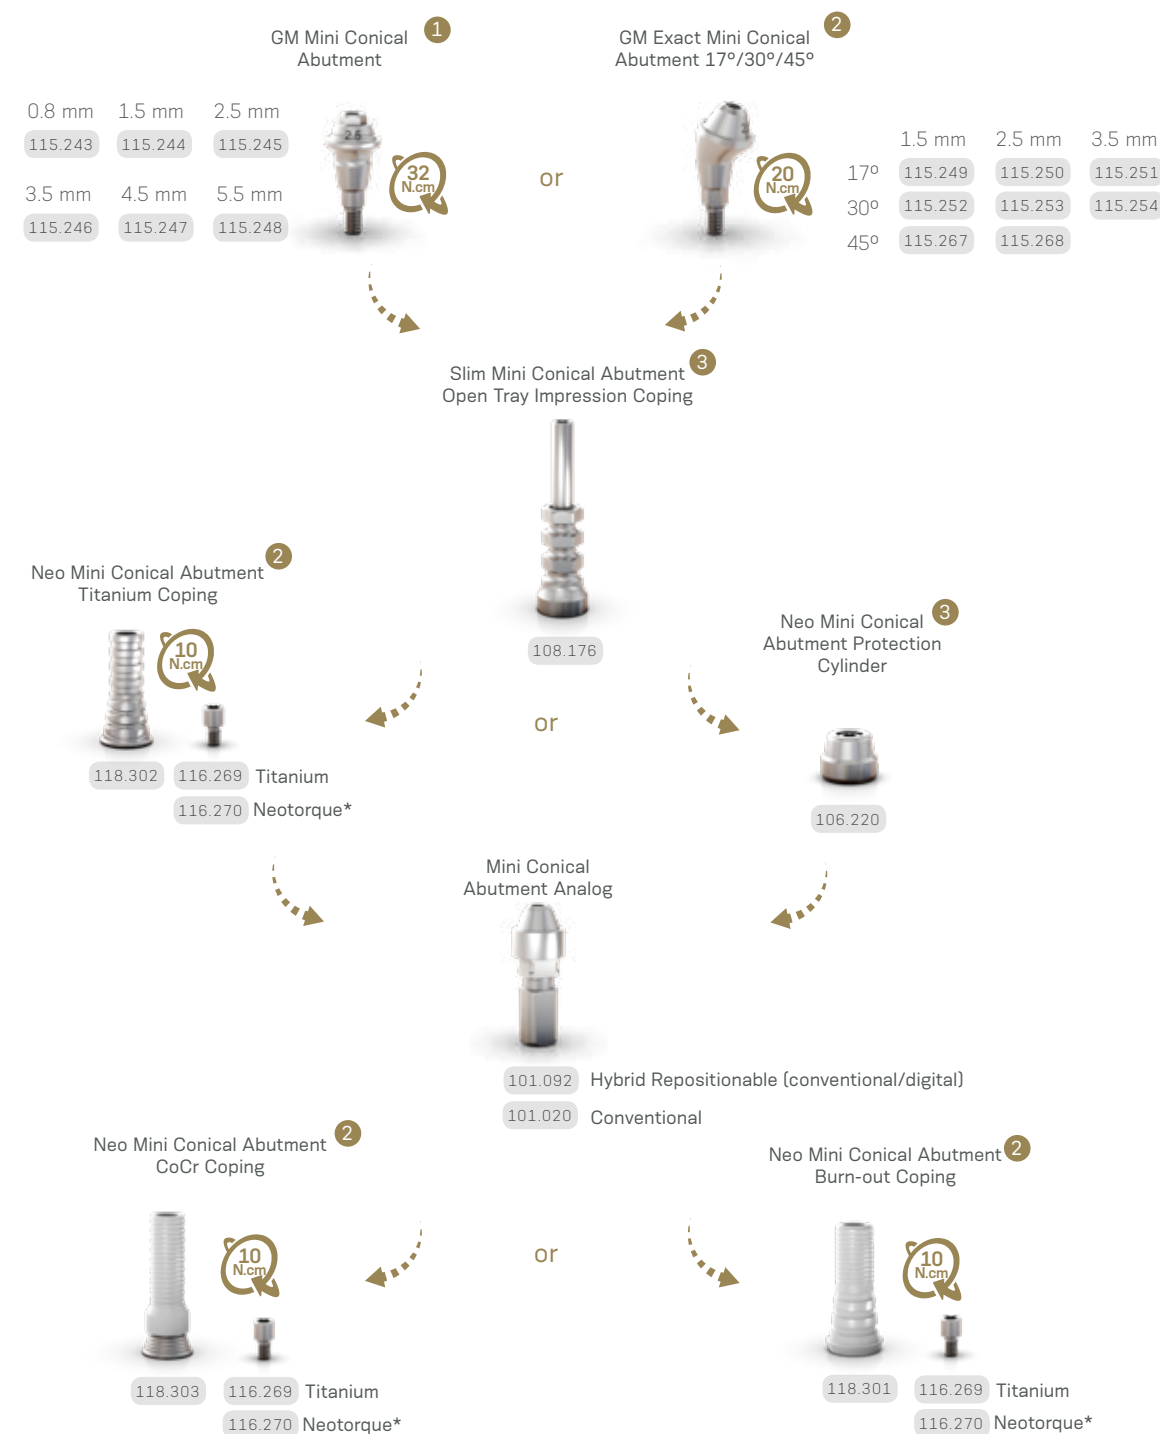 GM Mini Conical
Abutment
1
GM Exact Mini Conical
Abutment 17º/30º/45º
2
0.8 mm 1.5 mm 2.5 mm
115.243 115.244 115.245
3.5 mm 4.5 mm 5.5 mm
115.246 115.247 115.248
2.5
32
N.cm
or
20
N.cm
1.5 mm 2.5 mm 3.5 mm
17º 115.249 115.250 115.251
30º 115.252 115.253 115.254
45º 115.267 115.268
Slim Mini Conical Abutment
Open Tray Impression Coping
3
108.176
Neo Mini Conical Abutment
Titanium Coping
2
10
N.cm
118.302 116.269 Titanium
116.270 Neotorque*
or
Neo Mini Conical
Abutment Protection
Cylinder
3
106.220
Mini Conical
Abutment Analog
101.092 Hybrid Repositionable (conventional/digital)
101.020 Conventional
Neo Mini Conical Abutment
CoCr Coping
2
10
N.cm
118.303 116.269 Titanium
116.270 Neotorque*
or
Neo Mini Conical Abutment
Burn-out Coping
2
10
N.cm
118.301 116.269 Titanium
116.270 Neotorque*